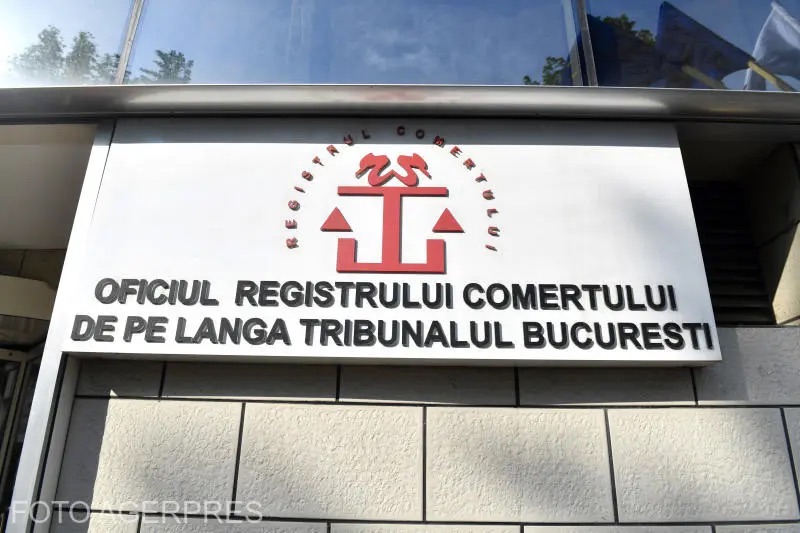 REGISTRUL COMERTULUI
OFICIUL REGISTRULUI COMERTULUI
DE PE LANGA TRIBUNALUL BUCURESTI
FOTO AGERPRES